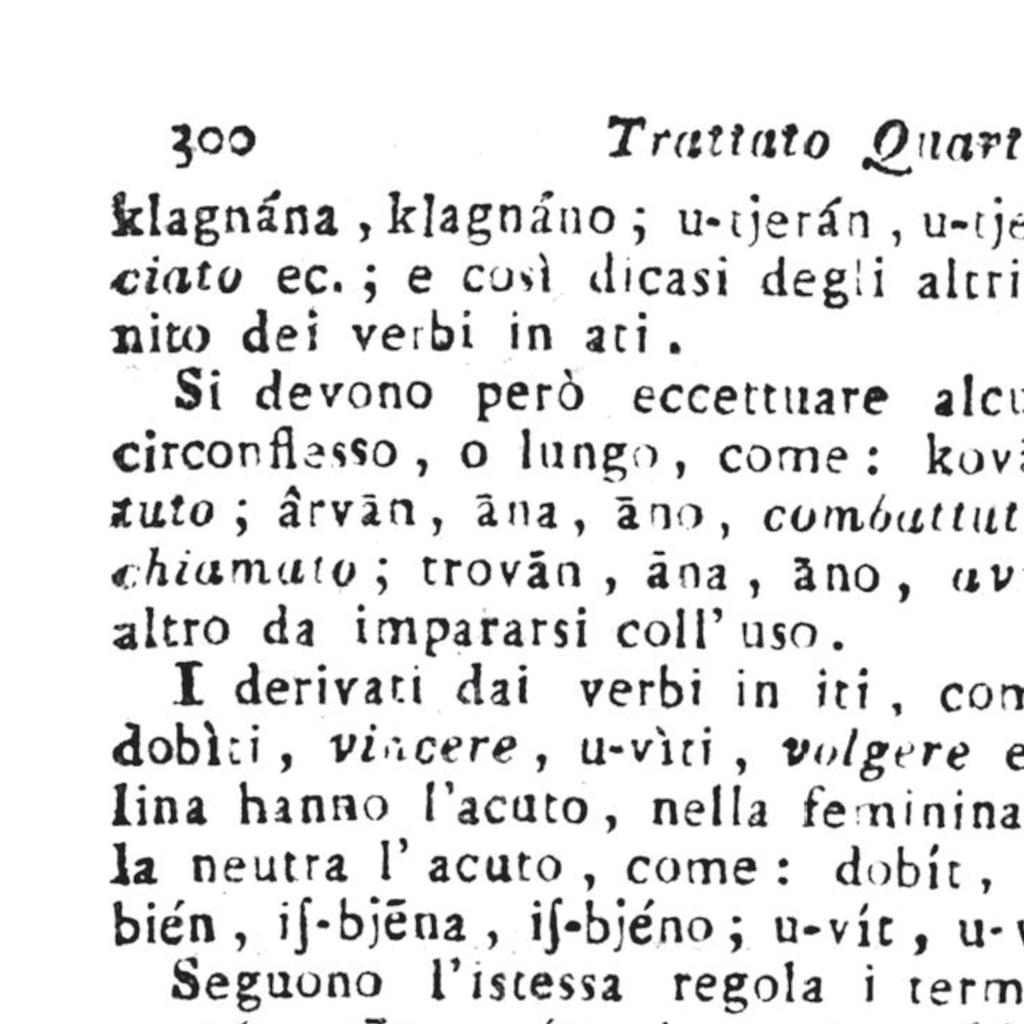 300 Trattato Quart
klagnána, klagnáno; u-tjerán, u-tje
ciato ec.; e così dicasi degli altri
nito dei verbi in ati.
Si devono però eccettuare alcu
circonflesso, o lungo, come: kov
tuto; ârvān, āna, āno, combattut
chiamato; trovān, āna, āno, av
altro da impararsi coll' uso.
I derivati dai verbi in iti, com
dobìti, vincere, u-vìti, volgere e
lina hanno l'acuto, nella feminina
la neutra l' acuto, come: dobít,
bién, iſ-bjēna, iſ-bjéno; u-vít, u-v
Seguono l'istessa regola i term